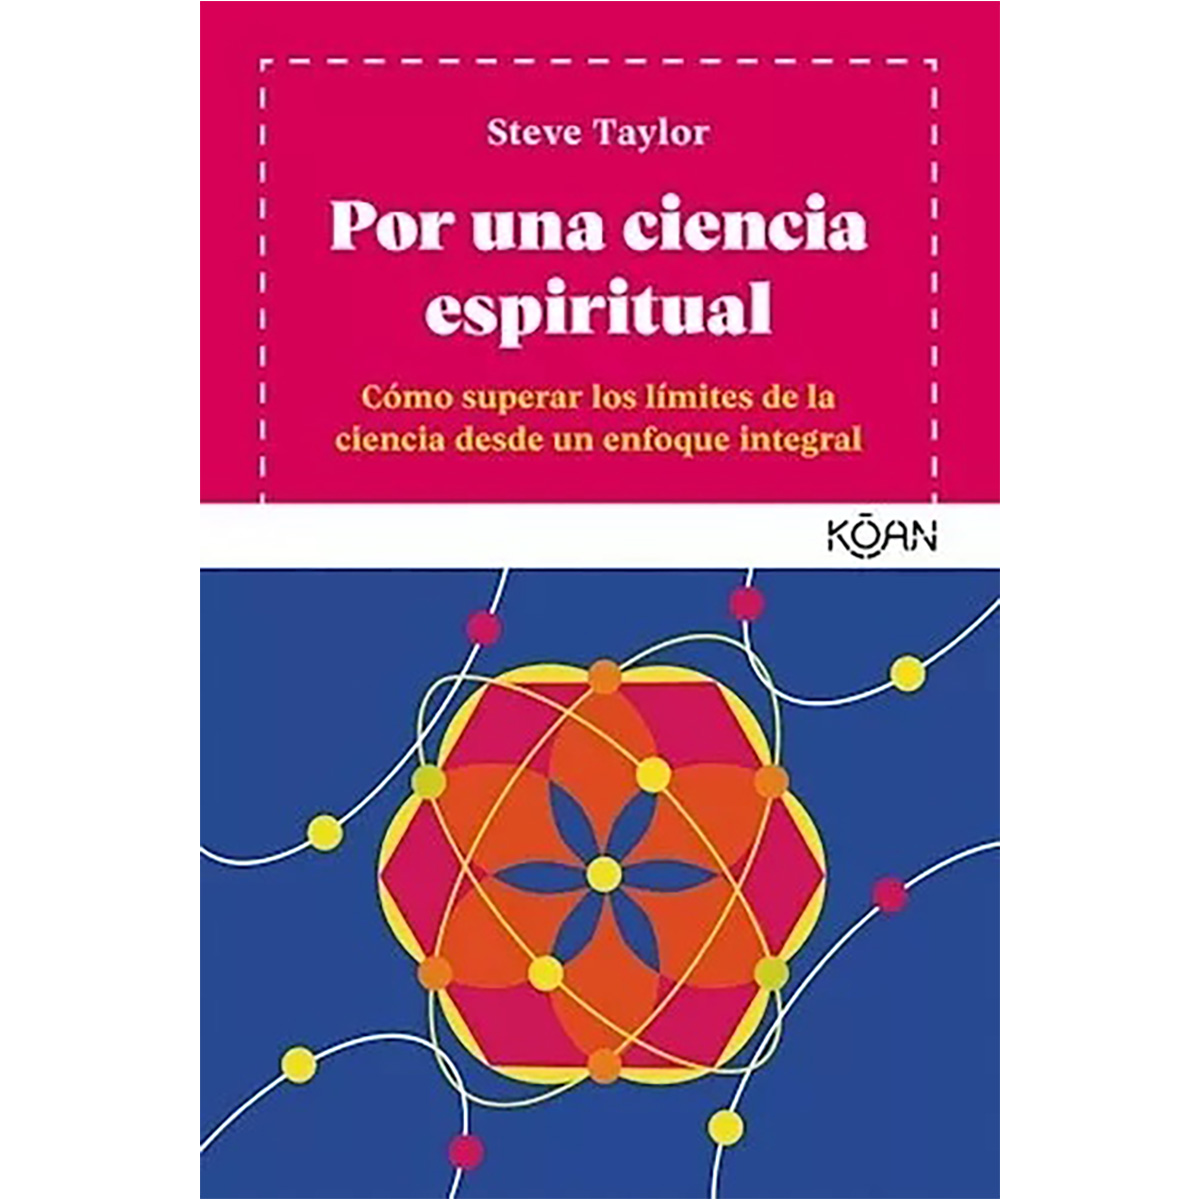 Steve Taylor
Por una ciencia
espiritual
Cómo superar los límites de la
ciencia desde un enfoque integral
KŌAN